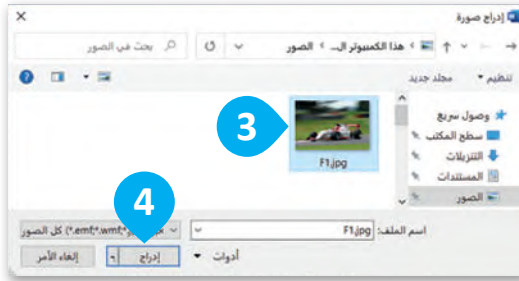 إدراج صورة
هذا الكمبيوتر الـ... › الصور
بحث في الصور
تنظيم
مجلد جديد
وصول سريع
سطح المكتب
التنزيلات
المستندات
الصور
3
F1.jpg
4
اسم الملف:
F1.jpg
كل الصور (*.emf;*.wmf;*
أدوات
إدراج
إلغاء الأمر